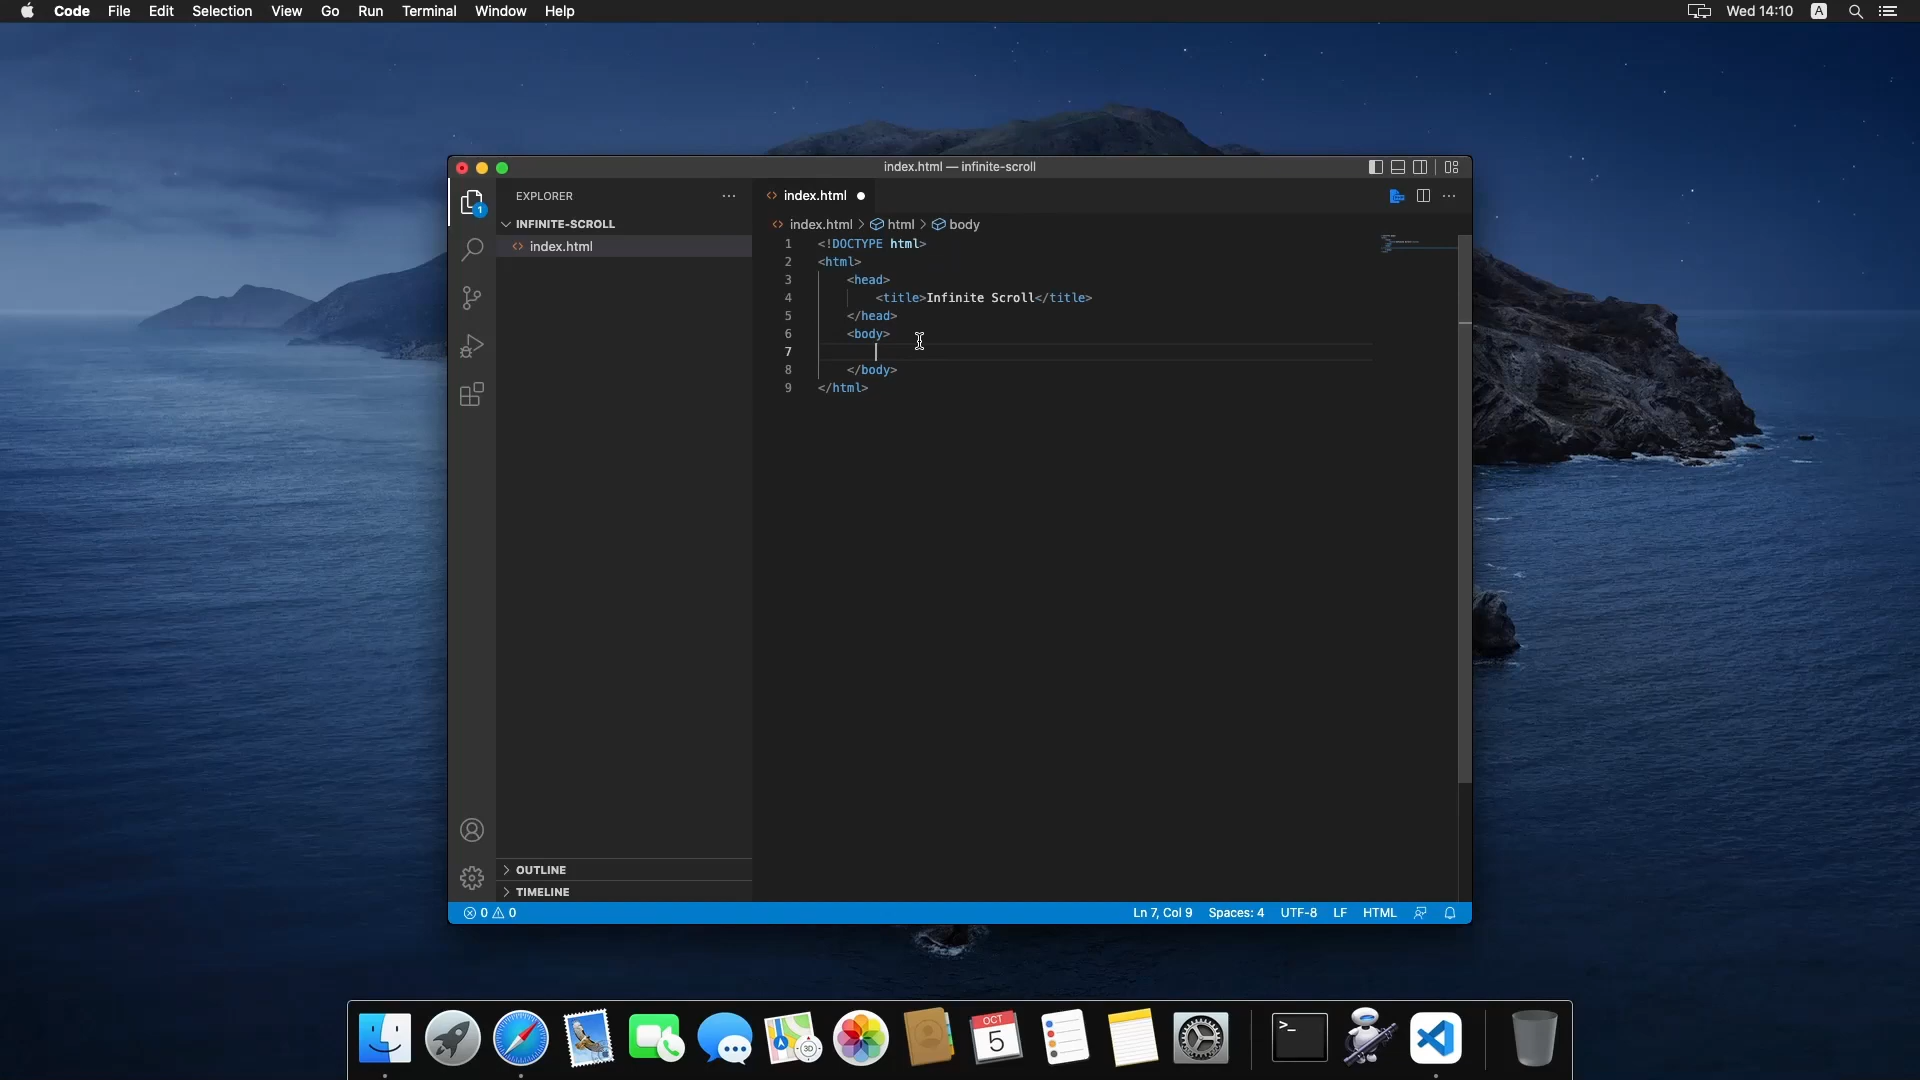 Code File Edit Selection View Go Run Terminal Window Help
Wed 14:10 A
index.html — infinite-scroll
EXPLORER
INFINITE-SCROLL
index.html
1
index.html
index.html > html > body
1 <!DOCTYPE html>
2 <html>
3 <head>
4 <title>Infinite Scroll</title>
5 </head>
6 <body>
7
8 </body>
9 </html>
OUTLINE
TIMELINE
0 0
Ln 7, Col 9 Spaces: 4 UTF-8 LF HTML
OCT
5
3D
>_